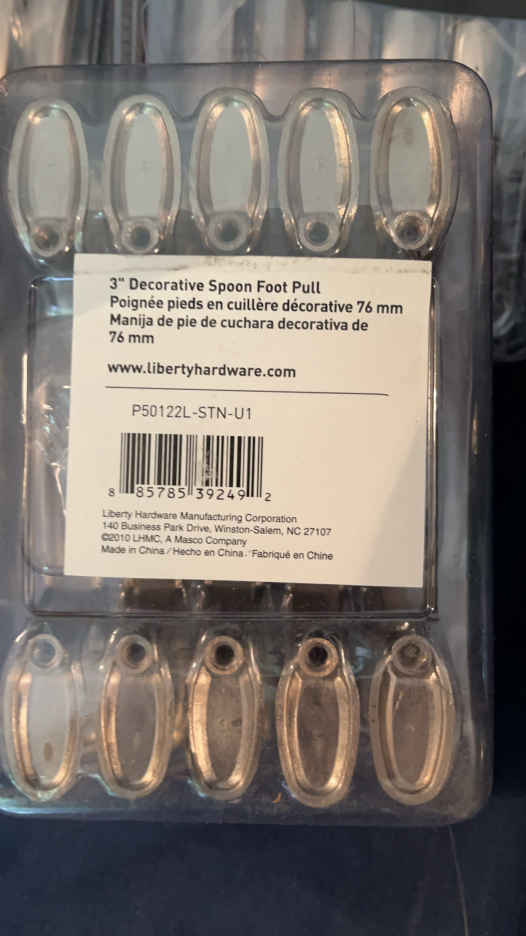 3" Decorative Spoon Foot Pull
Poignée pieds en cuillère décorative 76 mm
Manija de pie de cuchara decorativa de
76 mm
www.libertyhardware.com
P50122L-STN-U1
8 85785 39249 2
Liberty Hardware Manufacturing Corporation
140 Business Park Drive, Winston-Salem, NC 27107
©2010 LHMC, A Masco Company
Made in China / Hecho en China / Fabriqué en Chine